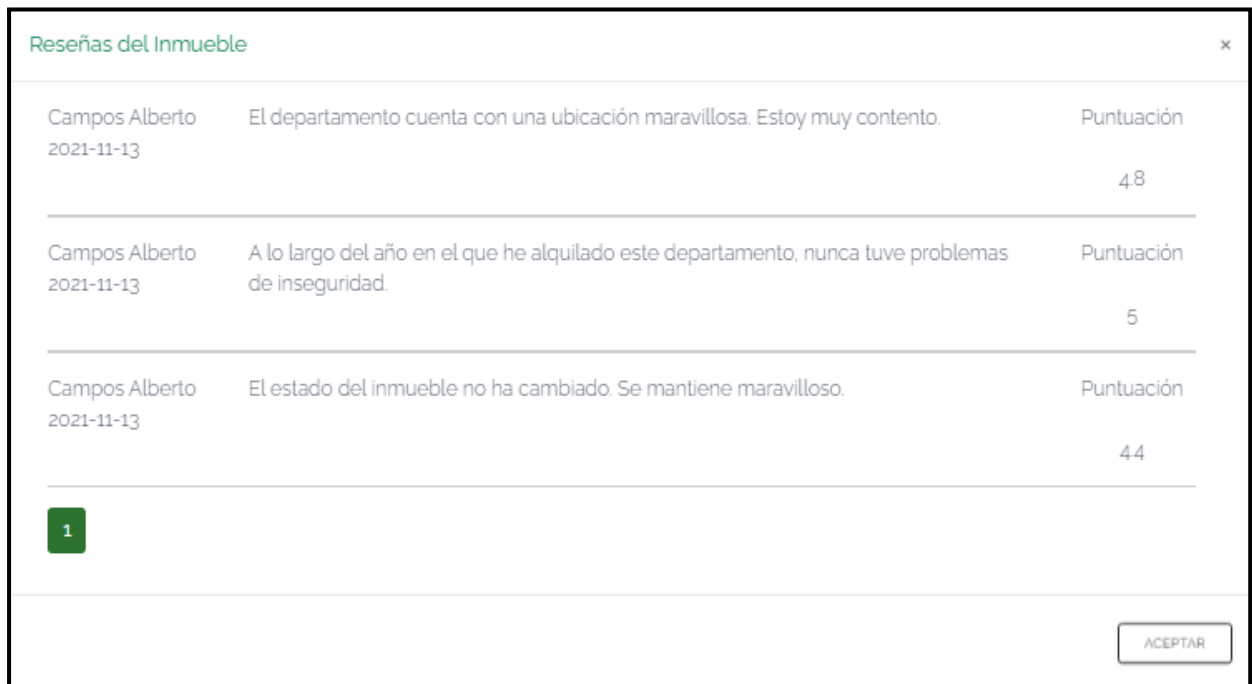 Reseñas del Inmueble
×
Campos Alberto
2021-11-13
El departamento cuenta con una ubicación maravillosa. Estoy muy contento.
Puntuación
4.8
Campos Alberto
2021-11-13
A lo largo del año en el que he alquilado este departamento, nunca tuve problemas
de inseguridad.
Puntuación
5
Campos Alberto
2021-11-13
El estado del inmueble no ha cambiado. Se mantiene maravilloso.
Puntuación
4.4
1
ACEPTAR